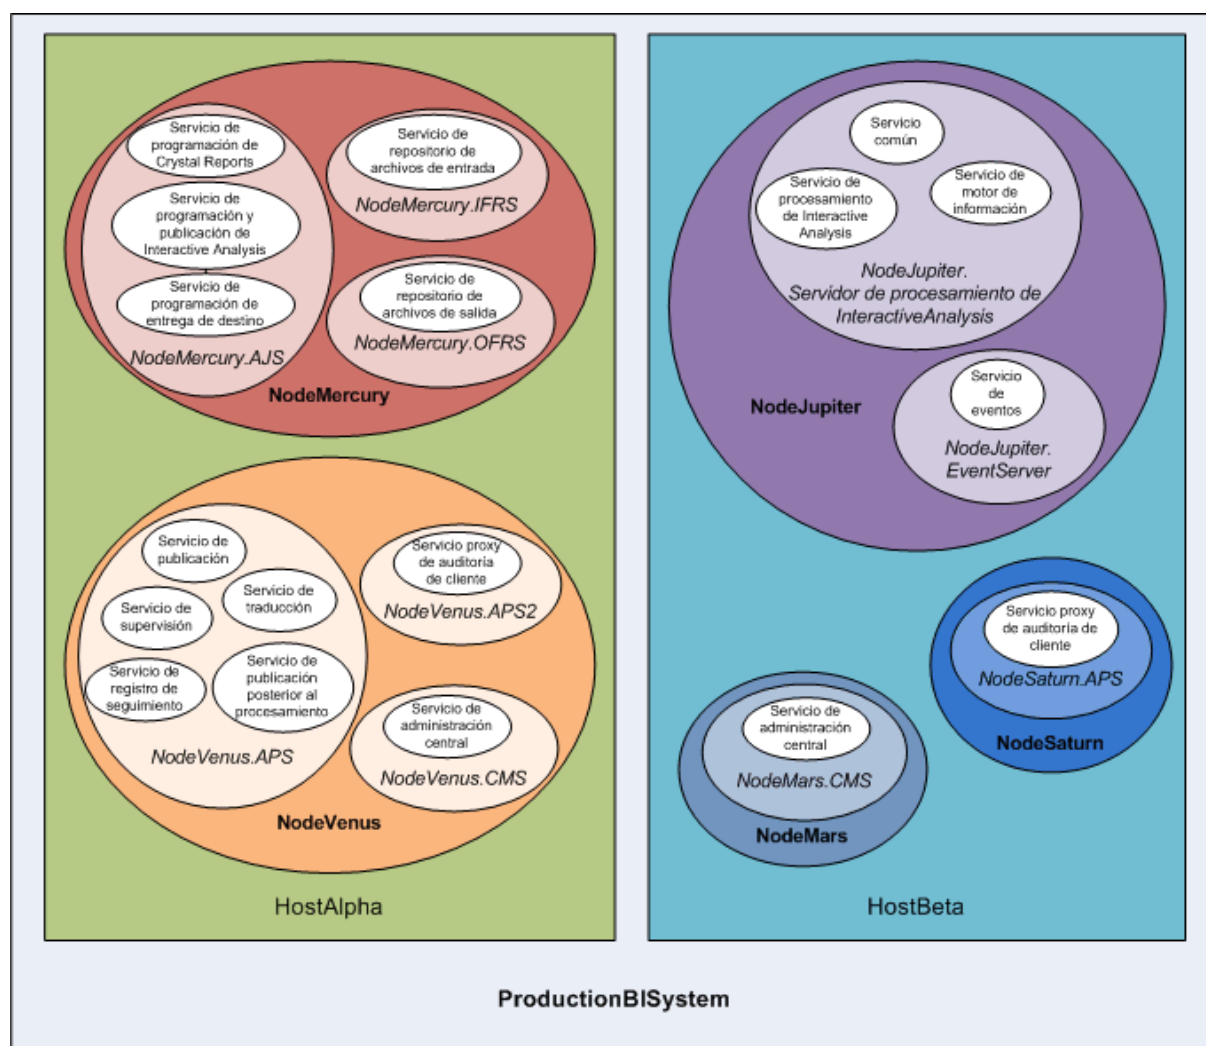 Servicio de
programación de
Crystal Reports
Servicio de
programación y
publicación de
Interactive Analysis
Servicio de
programación de
entrega de destino
NodeMercury.AJS
Servicio de
repositorio de
archivos de entrada
NodeMercury.IFRS
Servicio de
repositorio de
archivos de salida
NodeMercury.OFRS
NodeMercury
Servicio de
publicación
Servicio de
traducción
Servicio de
supervisión
Servicio de
registro de
seguimiento
Servicio de
publicación
posterior al
procesamiento
NodeVenus.APS
Servicio proxy
de auditoría
de cliente
NodeVenus.APS2
Servicio de
administración
central
NodeVenus.CMS
NodeVenus
HostAlpha
Servicio
común
Servicio de
procesamiento
de Interactive
Analysis
Servicio de
motor de
información
NodeJupiter.
Servidor de procesamiento de
InteractiveAnalysis
Servicio
de
eventos
NodeJupiter.
EventServer
NodeJupiter
Servicio proxy
de auditoría de
cliente
NodeSaturn.APS
NodeSaturn
Servicio de
administración
central
NodeMars.CMS
NodeMars
HostBeta
ProductionBISystem